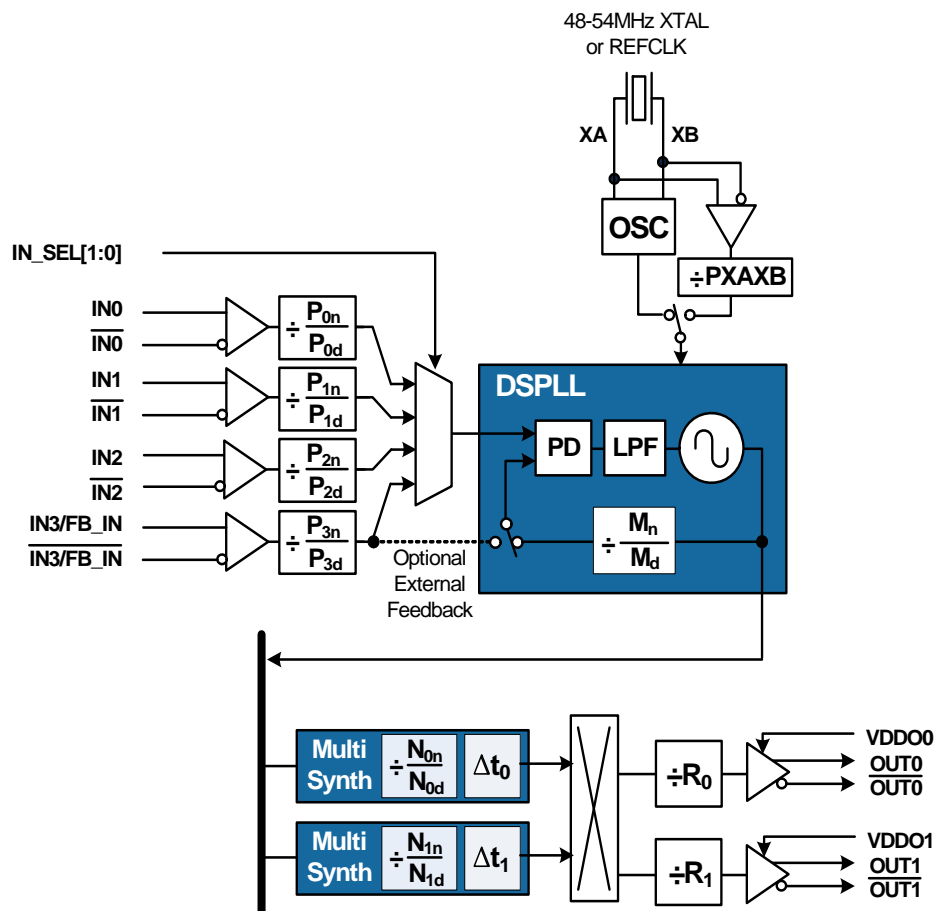 48-54MHz XTAL
or REFCLK
XA
XB
OSC
÷PXAXB
IN_SEL[1:0]
IN0
IN0
÷ P0n
P0d
IN1
IN1
÷ P1n
P1d
IN2
IN2
÷ P2n
P2d
IN3/FB_IN
IN3/FB_IN
÷ P3n
P3d
DSPLL
PD
LPF
÷ Mn
Md
Optional
External
Feedback
Multi
Synth
÷ N0n
N0d
Δt0
÷R0
VDDO0
OUT0
OUT0
Multi
Synth
÷ N1n
N1d
Δt1
÷R1
VDDO1
OUT1
OUT1